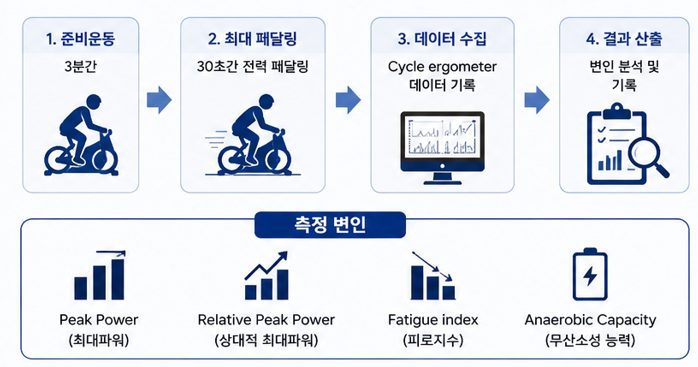 1. 준비운동
3분간
2. 최대 페달링
30초간 전력 페달링
3. 데이터 수집
Cycle ergometer
데이터 기록
4. 결과 산출
변인 분석 및
기록
측정 변인
Peak Power
(최대파워)
Relative Peak Power
(상대적 최대파워)
Fatigue index
(피로지수)
Anaerobic Capacity
(무산소성 능력)